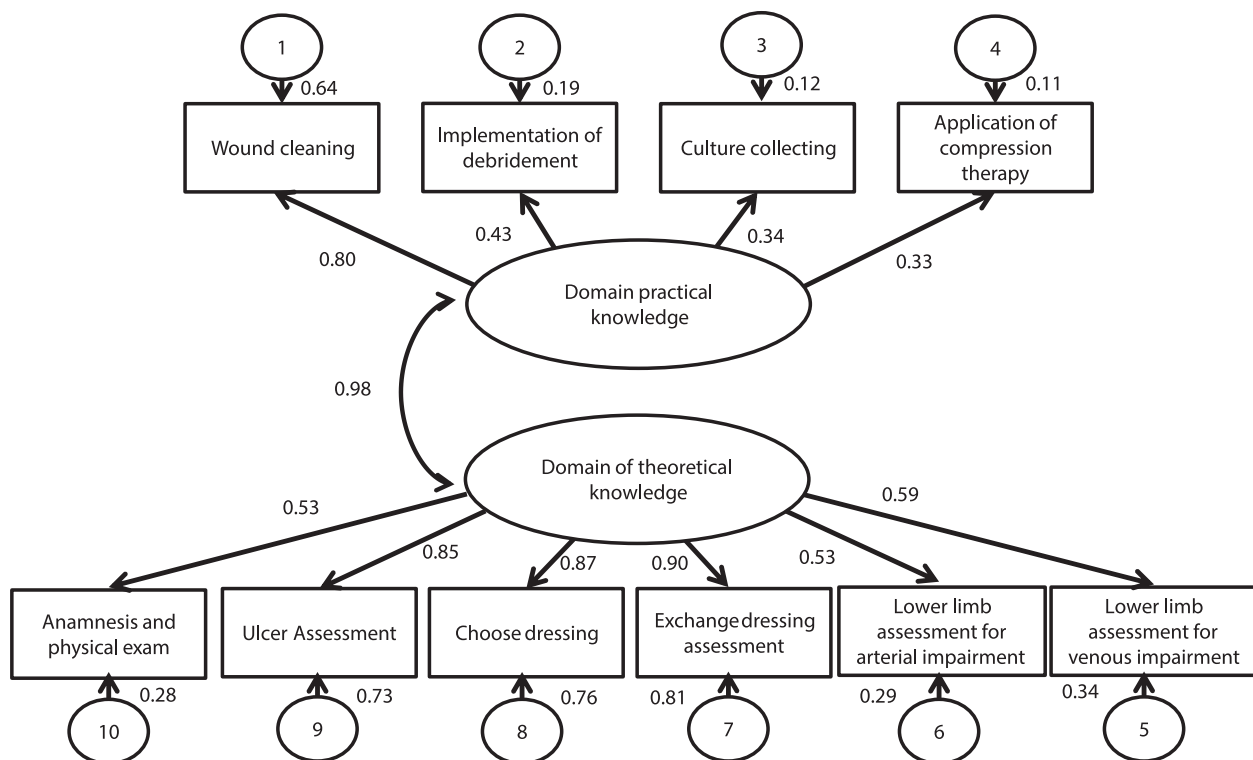 1
2
3
4
0.64
0.19
0.12
0.11
Wound cleaning
Implementation of
debridement
Culture collecting
Application of
compression
therapy
0.80
0.43
0.34
0.33
Domain practical
knowledge
0.98
Domain of theoretical
knowledge
0.53
0.85
0.87
0.90
0.53
0.59
Anamnesis and
physical exam
Ulcer Assessment
Choose dressing
Exchange dressing
assessment
Lower limb
assessment for
arterial impairment
Lower limb
assessment for
venous impairment
0.28
0.73
0.76
0.81
0.29
0.34
10
9
8
7
6
5